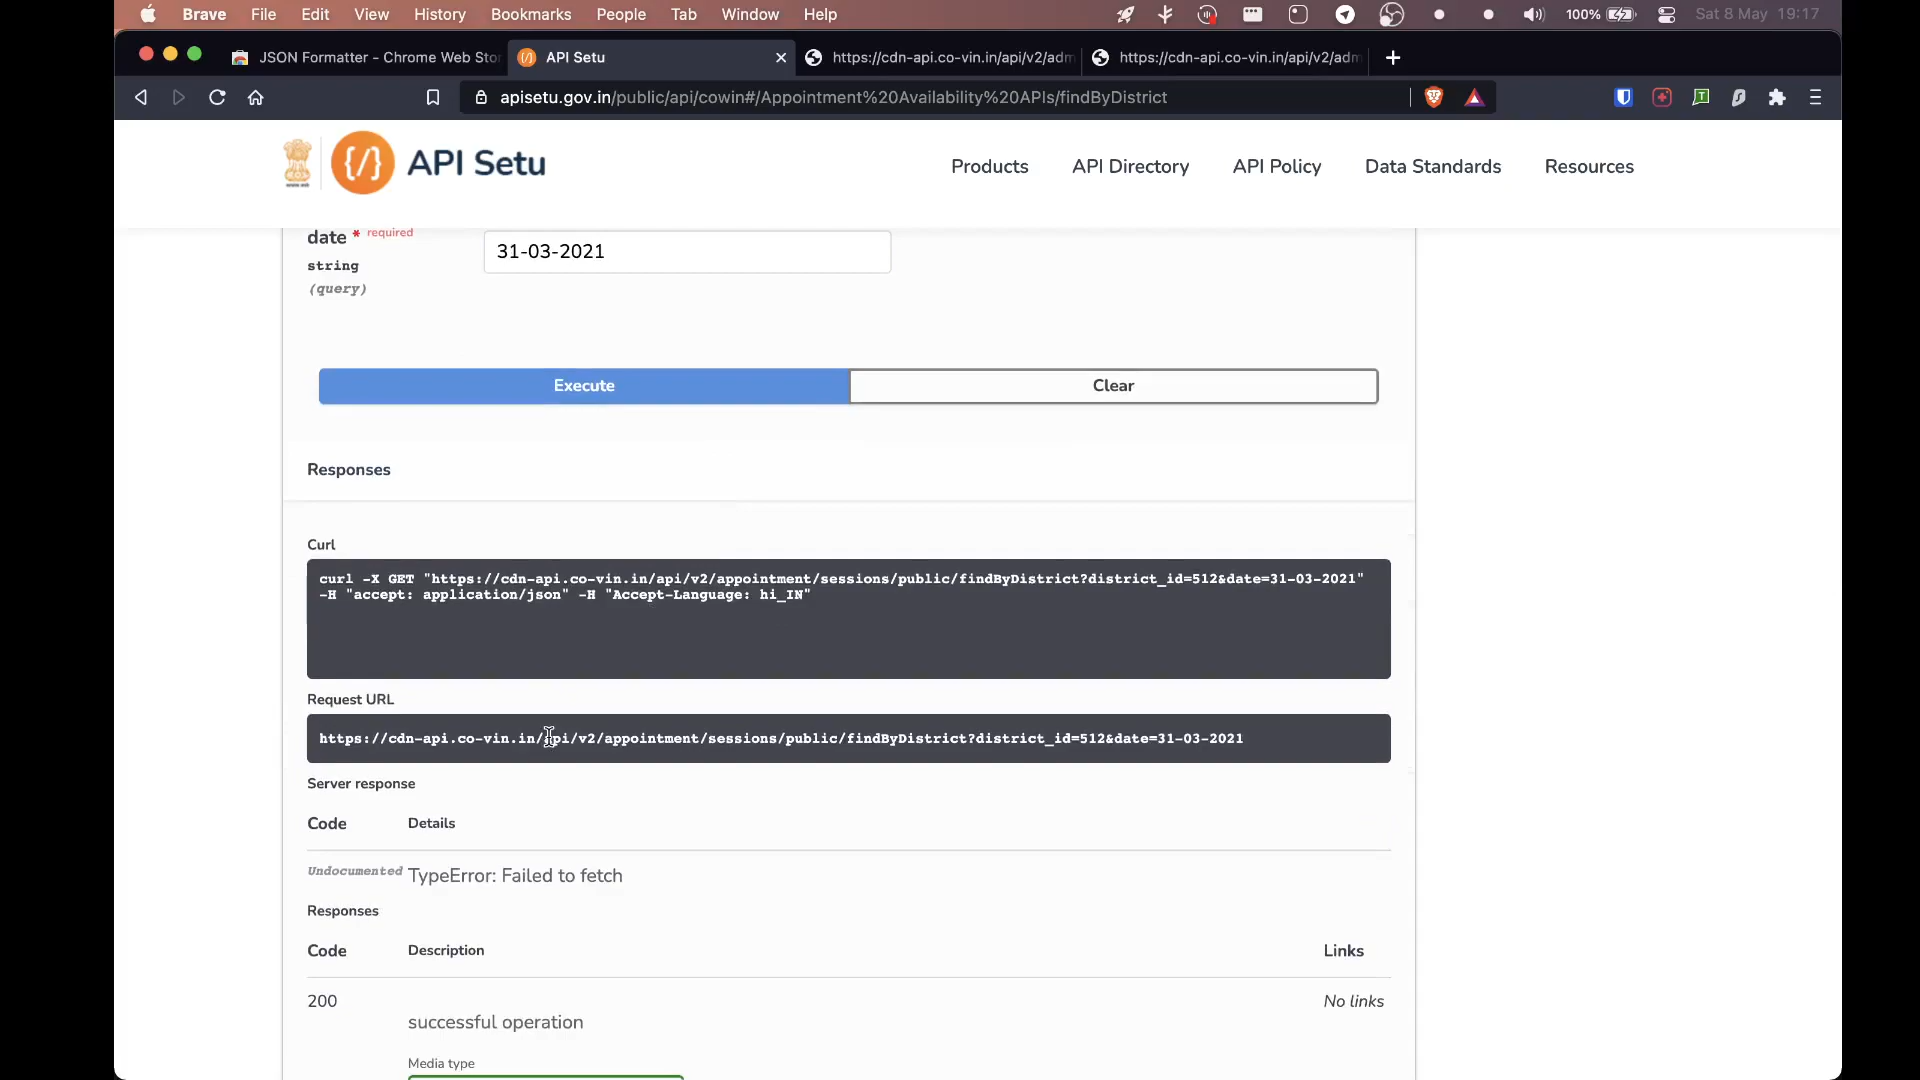 Brave File Edit View History Bookmarks People Tab Window Help 100% Sat 8 May 19:17
JSON Formatter - Chrome Web Sto
API Setu
https://cdn-api.co-vin.in/api/v2/adm
https://cdn-api.co-vin.in/api/v2/adm
apisetu.gov.in/public/api/cowin#/Appointment%20Availability%20APIs/findByDistrict
{/} API Setu
Products API Directory API Policy Data Standards Resources
date * required
31-03-2021
string
(query)
Execute Clear
Responses
Curl
curl -X GET "https://cdn-api.co-vin.in/api/v2/appointment/sessions/public/findByDistrict?district_id=512&date=31-03-2021"
-H "accept: application/json" -H "Accept-Language: hi_IN"
Request URL
https://cdn-api.co-vin.in/api/v2/appointment/sessions/public/findByDistrict?district_id=512&date=31-03-2021
Server response
Code Details
Undocumented TypeError: Failed to fetch
Responses
Code Description Links
200 No links
successful operation
Media type